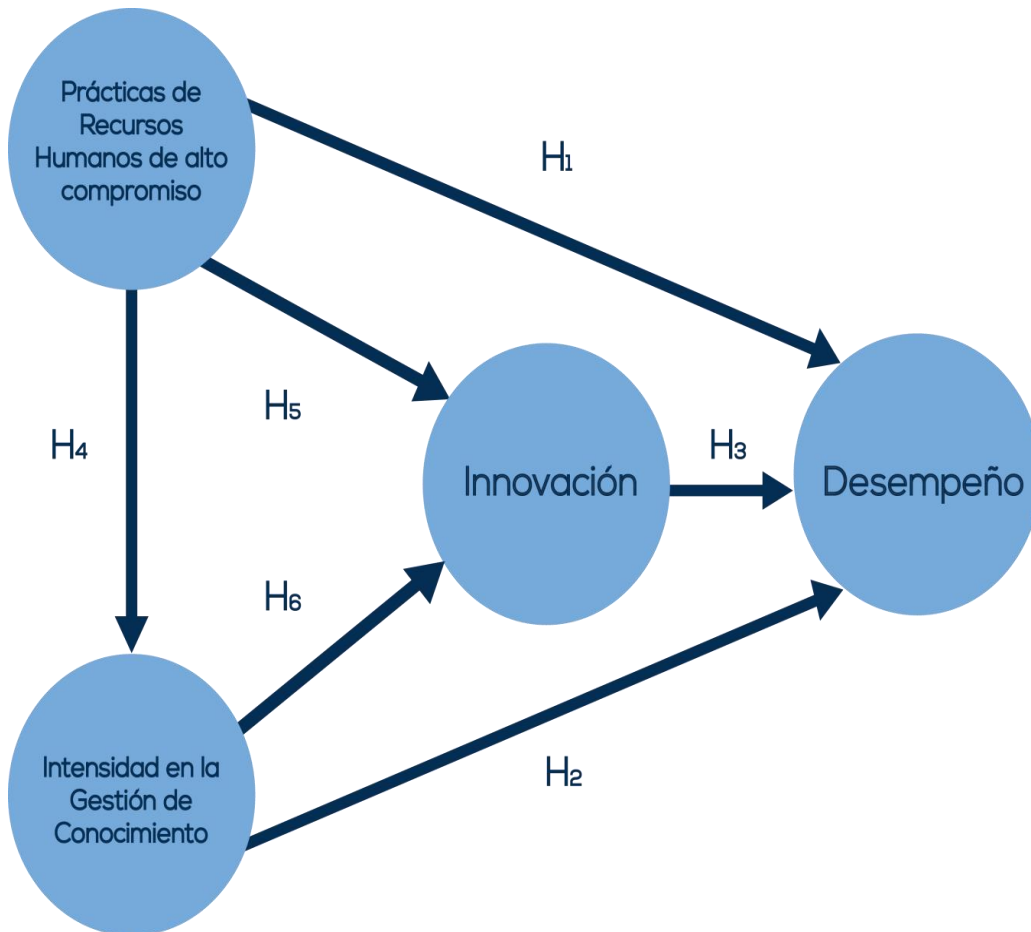 Prácticas de
Recursos
Humanos de alto
compromiso
H₁
H₅
H₄
Innovación
H₃
Desempeño
H₆
H₂
Intensidad en la
Gestión de
Conocimiento